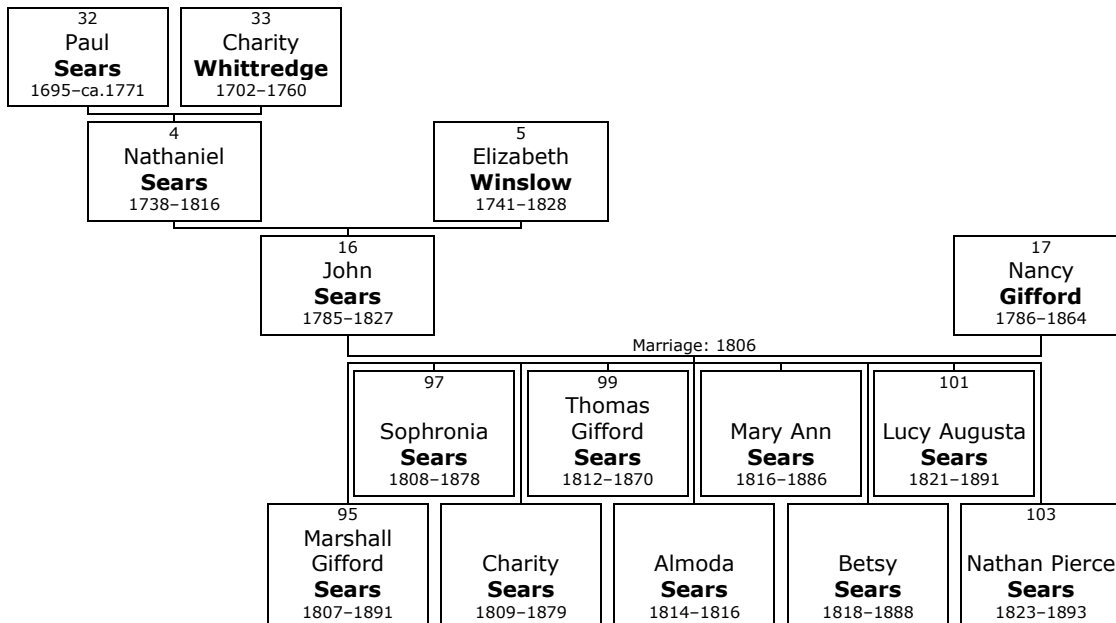 32
Paul
Sears
1695–ca.1771
33
Charity
Whittredge
1702–1760
4
Nathaniel
Sears
1738–1816
5
Elizabeth
Winslow
1741–1828
16
John
Sears
1785–1827
17
Nancy
Gifford
1786–1864
Marriage: 1806
97
Sophronia
Sears
1808–1878
99
Thomas
Gifford
Sears
1812–1870
Mary Ann
Sears
1816–1886
101
Lucy Augusta
Sears
1821–1891
95
Marshall
Gifford
Sears
1807–1891
Charity
Sears
1809–1879
Almoda
Sears
1814–1816
Betsy
Sears
1818–1888
103
Nathan Pierce
Sears
1823–1893